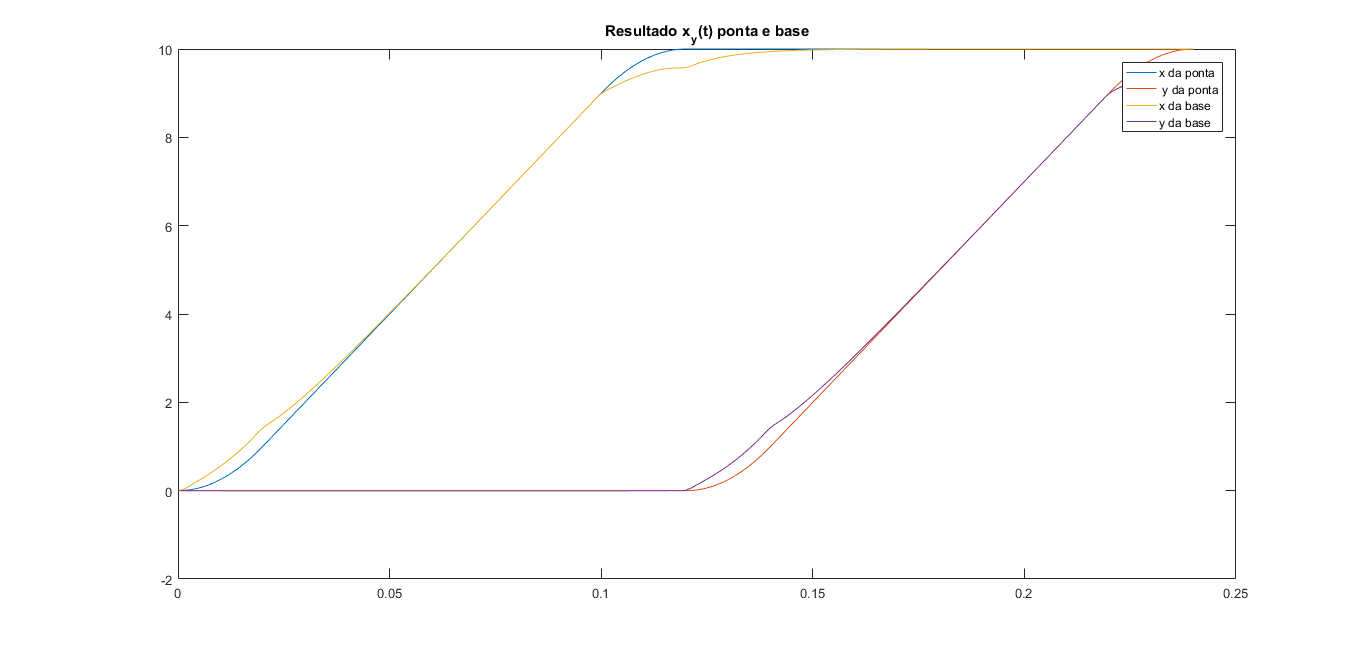 Resultado x_y(t) ponta e base
10
8
6
4
2
0
-2
0
0.05
0.1
0.15
0.2
0.25
x da ponta
y da ponta
x da base
y da base